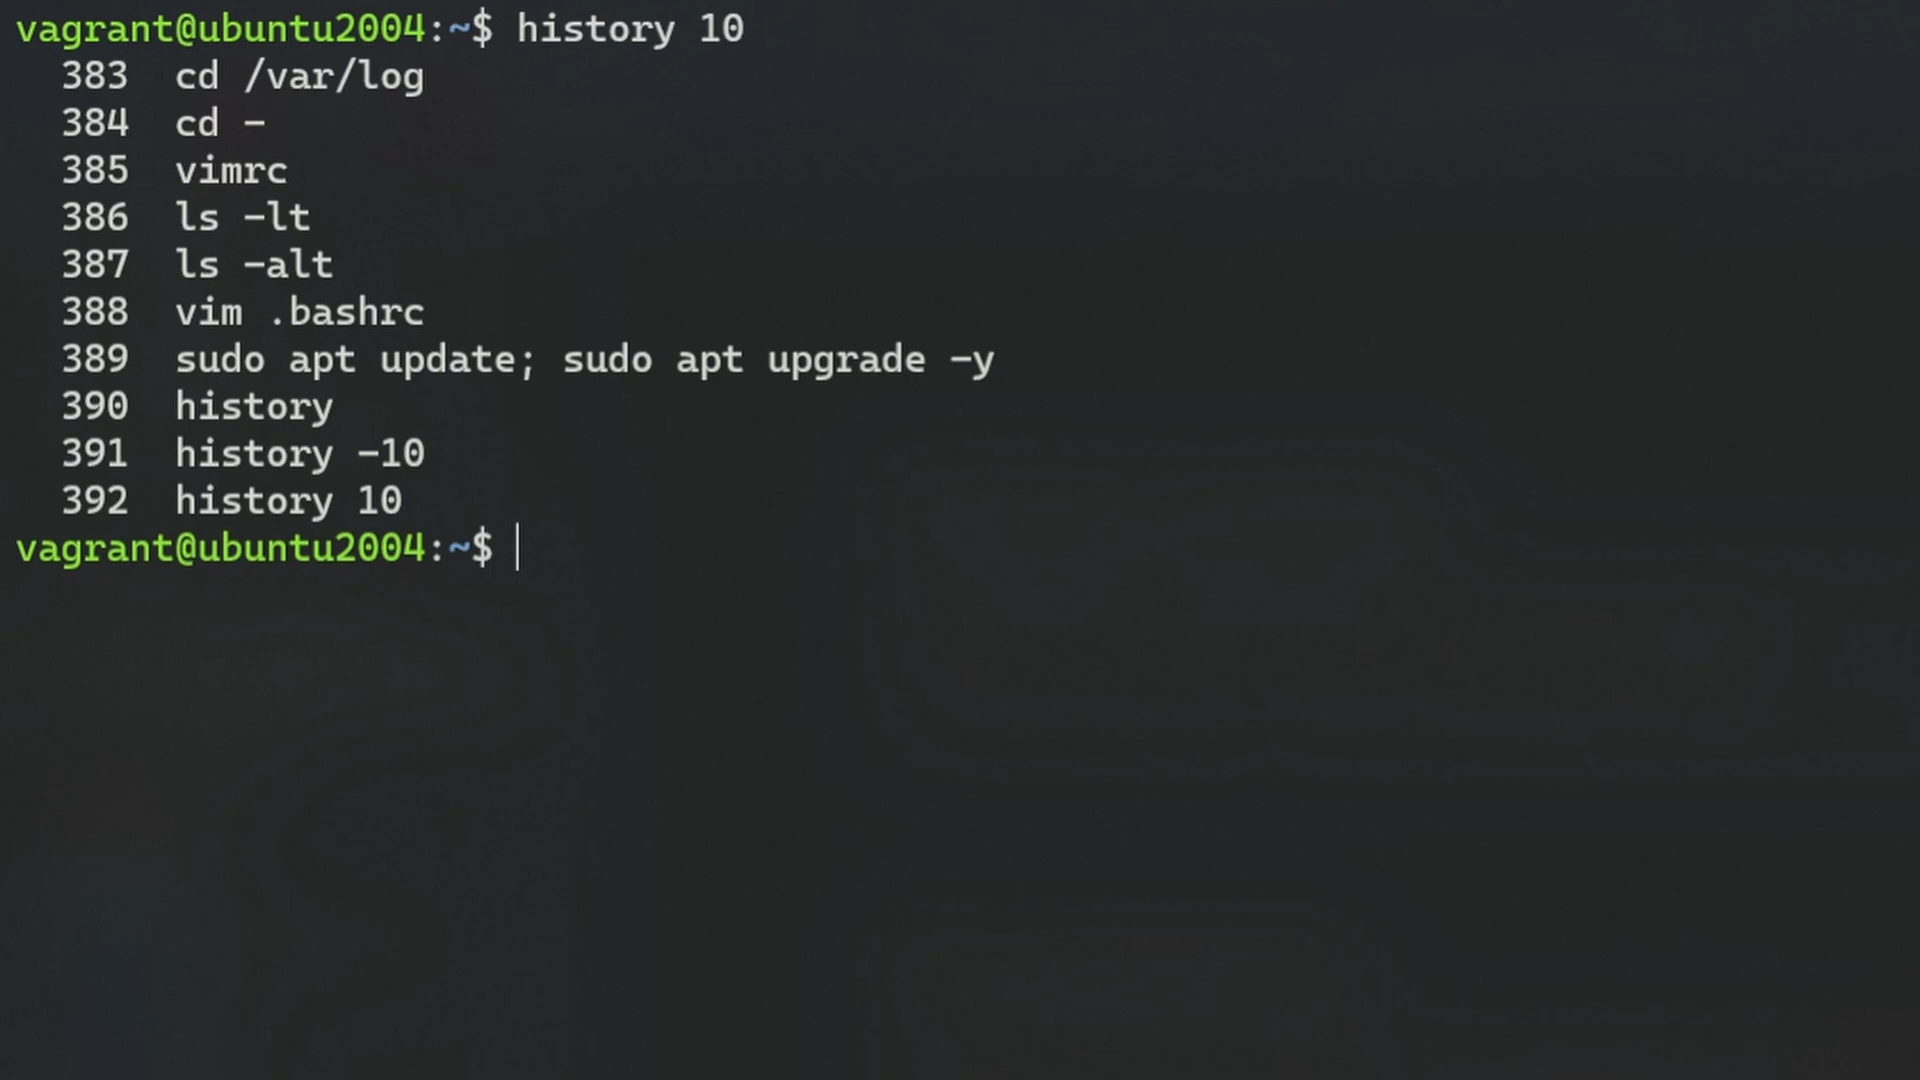 vagrant@ubuntu2004:~$ history 10
383 cd /var/log
384 cd -
385 vimrc
386 ls -lt
387 ls -alt
388 vim .bashrc
389 sudo apt update; sudo apt upgrade -y
390 history
391 history -10
392 history 10
vagrant@ubuntu2004:~$